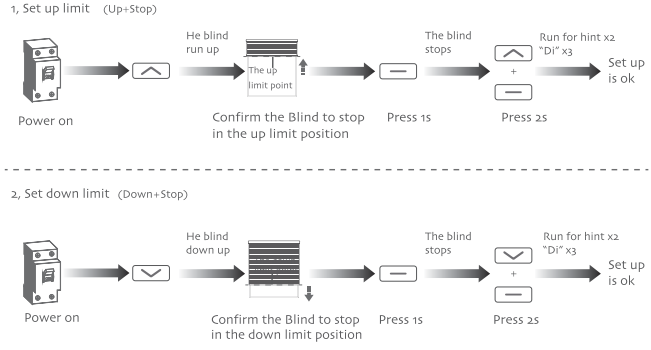 1, Set up limit (Up+Stop)
He blind
run up
The up
limit point
The blind
stops
Run for hint x2
"Di" x3
Set up
is ok
Power on
Confirm the Blind to stop
in the up limit position
Press 1s
Press 2s
2, Set down limit (Down+Stop)
He blind
down up
The blind
stops
Run for hint x2
"Di" x3
Set up
is ok
Power on
Confirm the Blind to stop
in the down limit position
Press 1s
Press 2s